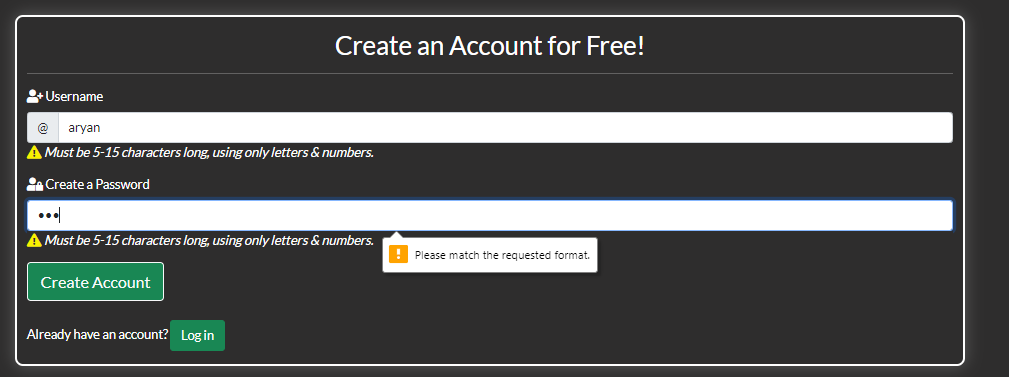 Create an Account for Free!
Username
@ aryan
Must be 5-15 characters long, using only letters & numbers.
Create a Password
•••
Must be 5-15 characters long, using only letters & numbers.
Please match the requested format.
Create Account
Already have an account? Log in